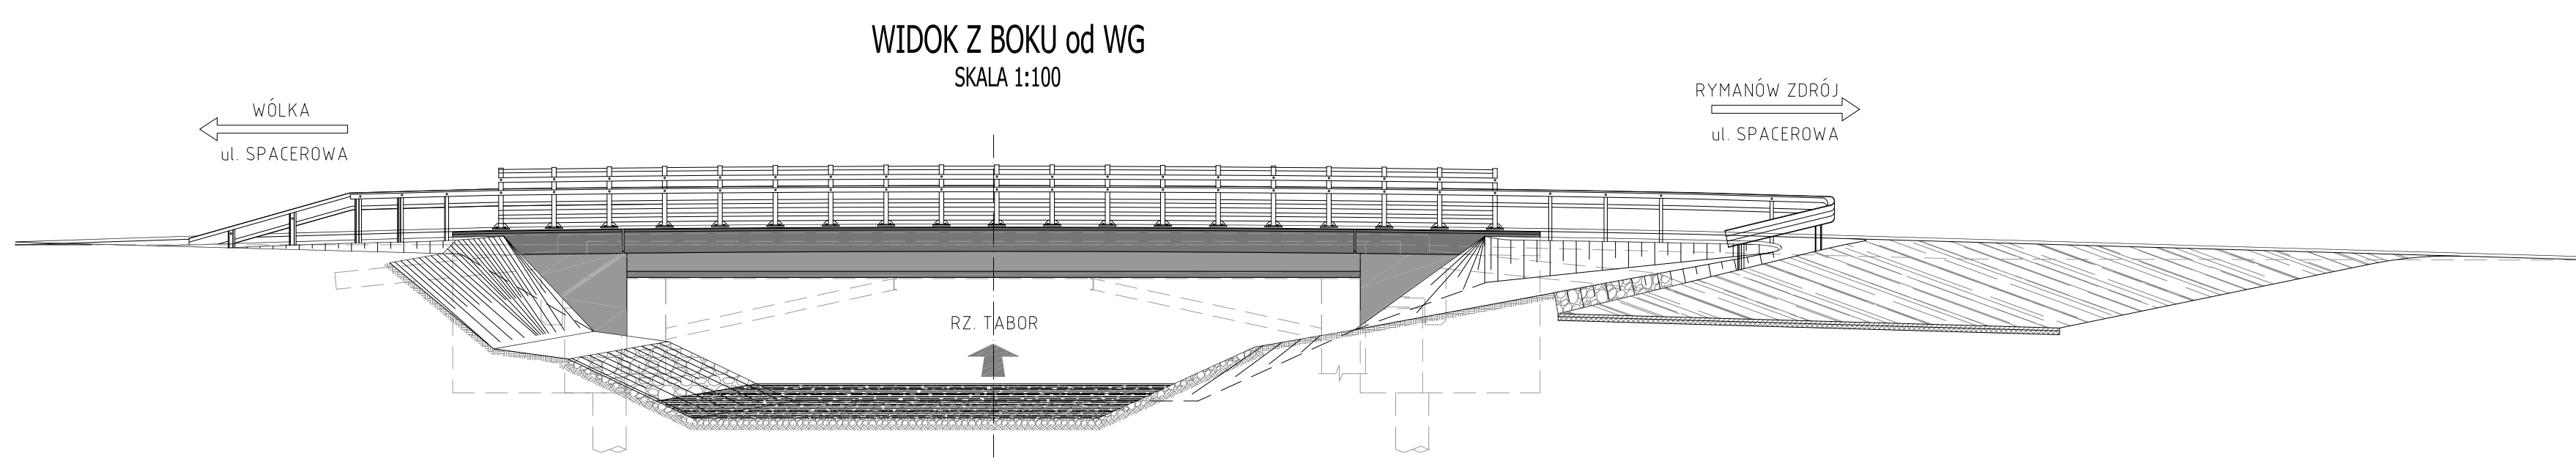 WIDOK Z BOKU od WG
SKALA 1:100
WÓLKA
ul. SPACEROWA
RYMANÓW ZDRÓJ
ul. SPACEROWA
RZ. TABOR